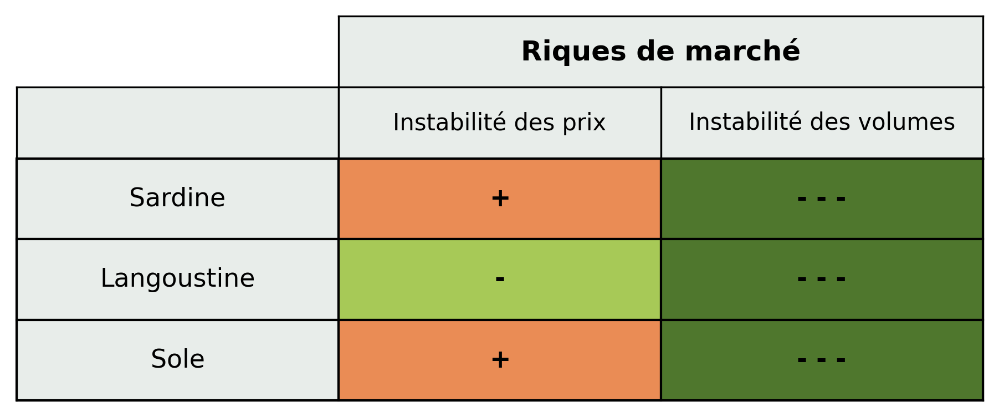 Riques de marché
Instabilité des prix Instabilité des volumes
Sardine + - - -
Langoustine - - - -
Sole + - - -